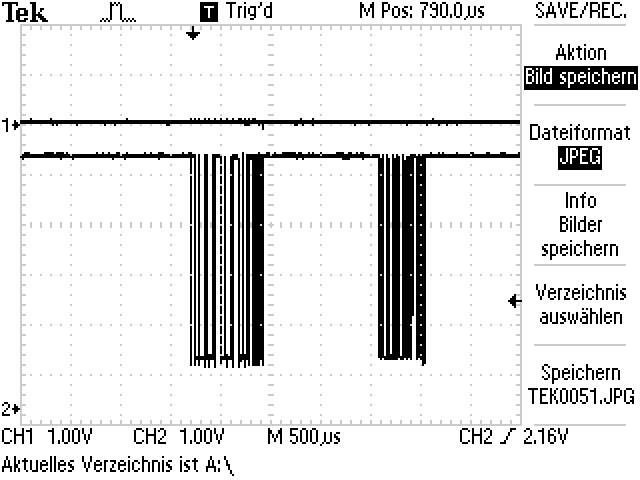 Tek T Trig'd M Pos: 790.0µs SAVE/REC.
Aktion
Bild speichern
1
Dateiformat
JPEG
Info
Bilder
speichern
Verzeichnis
auswählen
Speichern
TEK0051.JPG
2
CH1 1.00V CH2 1.00V M 500µs CH2 2.16V
Aktuelles Verzeichnis ist A:\